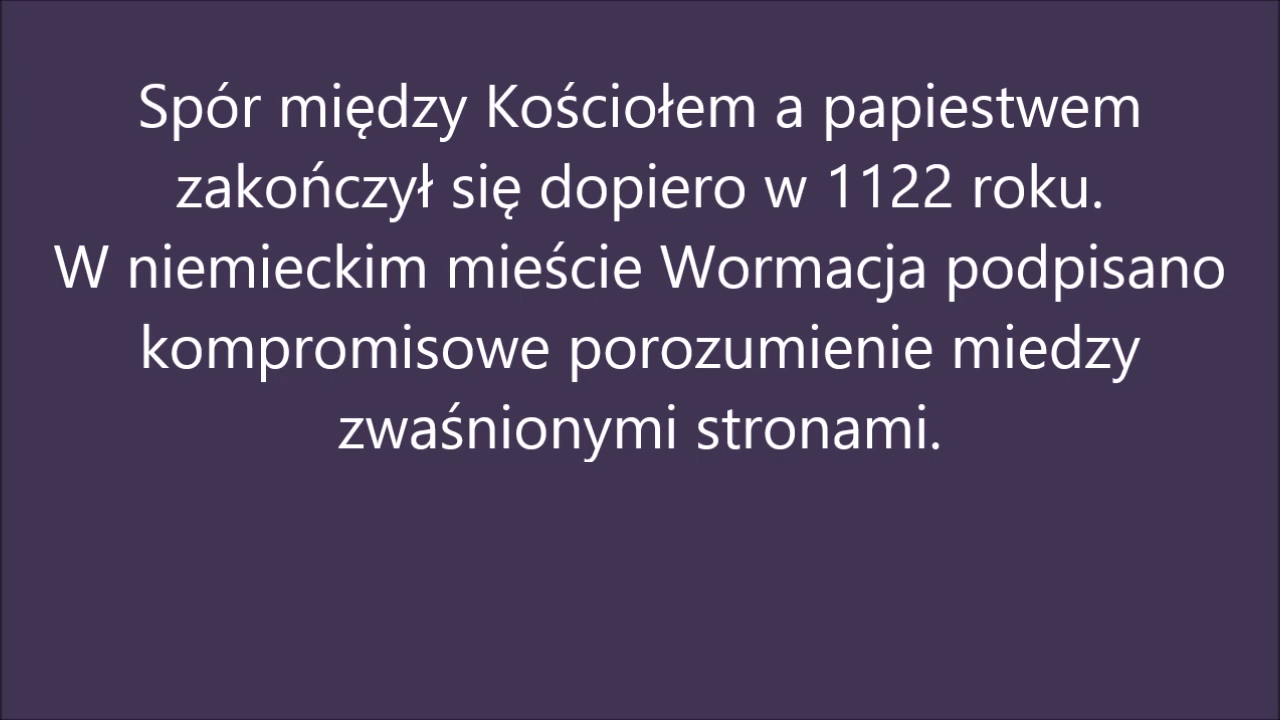 Spór między Kościołem a papiestwem
zakończył się dopiero w 1122 roku.
W niemieckim mieście Wormacja podpisano
kompromisowe porozumienie miedzy
zwaśnionymi stronami.